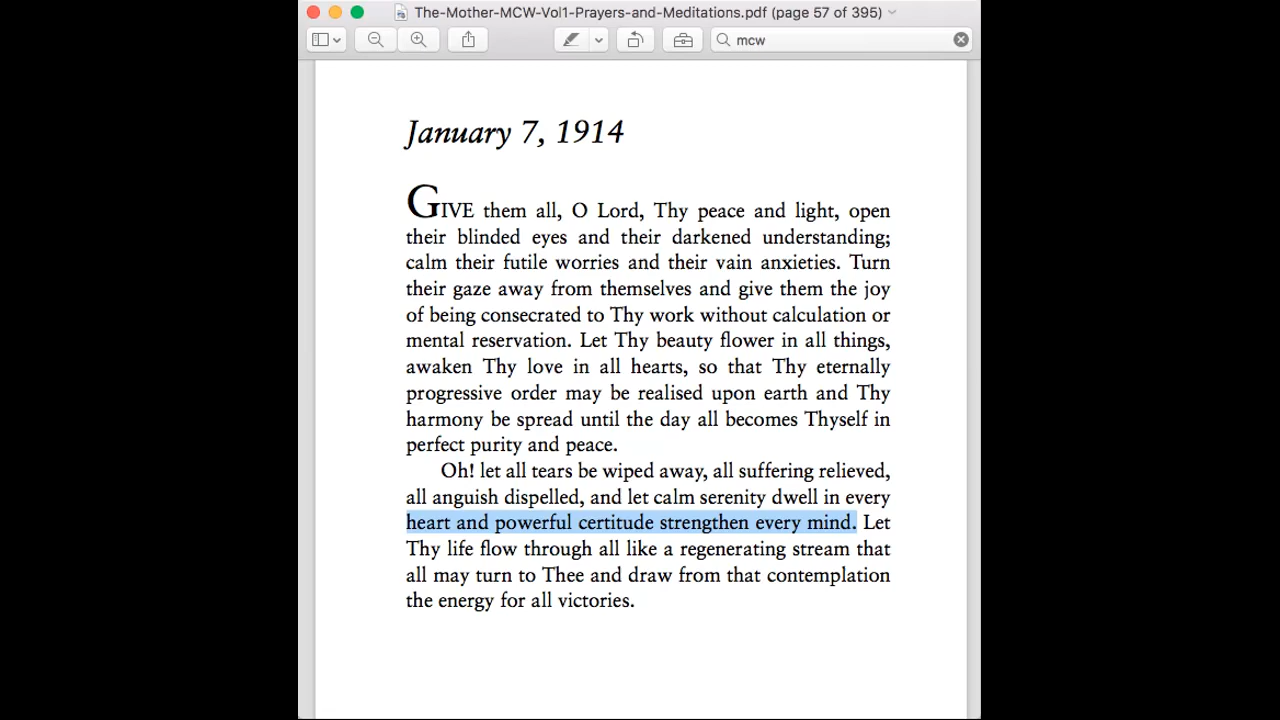 The-Mother-MCW-Vol1-Prayers-and-Meditations.pdf (page 57 of 395)
mcw
January 7, 1914
GIVE them all, O Lord, Thy peace and light, open
their blinded eyes and their darkened understanding;
calm their futile worries and their vain anxieties. Turn
their gaze away from themselves and give them the joy
of being consecrated to Thy work without calculation or
mental reservation. Let Thy beauty flower in all things,
awaken Thy love in all hearts, so that Thy eternally
progressive order may be realised upon earth and Thy
harmony be spread until the day all becomes Thyself in
perfect purity and peace.
Oh! let all tears be wiped away, all suffering relieved,
all anguish dispelled, and let calm serenity dwell in every
heart and powerful certitude strengthen every mind. Let
Thy life flow through all like a regenerating stream that
all may turn to Thee and draw from that contemplation
the energy for all victories.